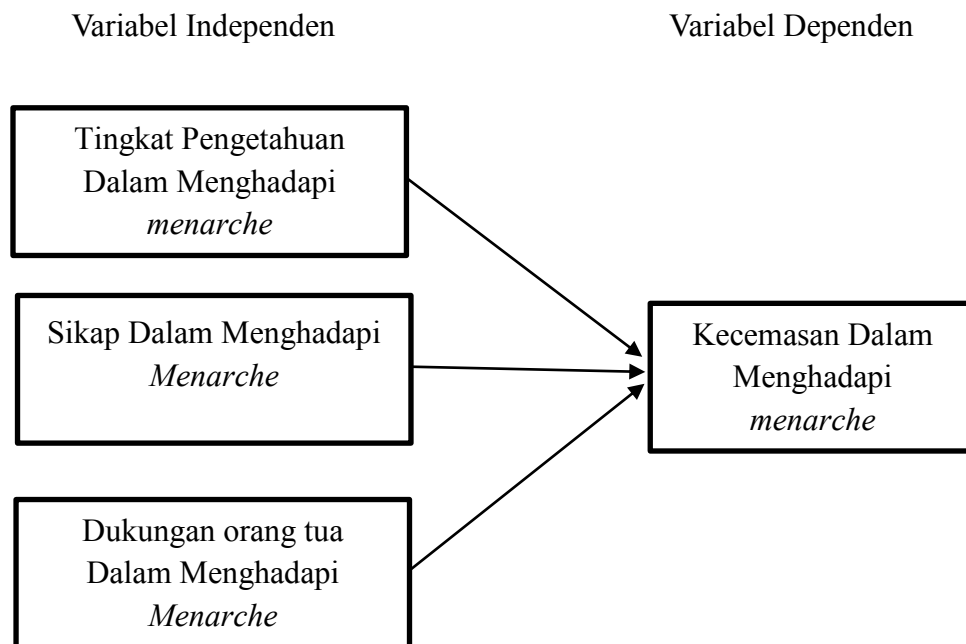 Variabel Independen
Variabel Dependen
Tingkat Pengetahuan
Dalam Menghadapi
menarche
Sikap Dalam Menghadapi
Menarche
Dukungan orang tua
Dalam Menghadapi
Menarche
Kecemasan Dalam
Menghadapi
menarche